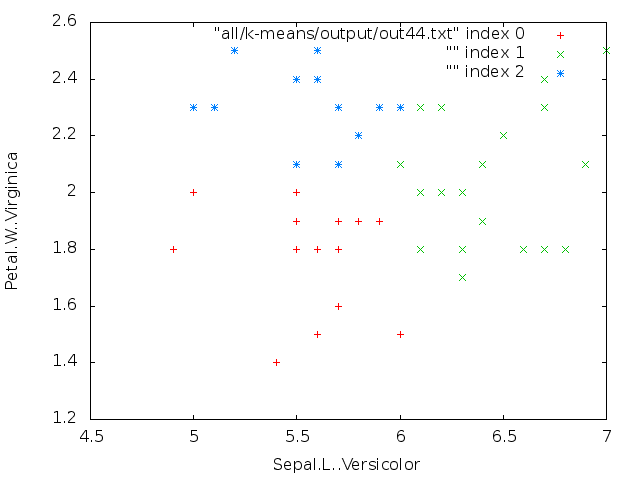 2.6
"all/k-means/output/out44.txt" index 0
"" index 1
2.4
"" index 2
2.2
2
1.8
1.6
1.4
1.2
4.5 5 5.5 6 6.5 7
Petal.W..Virginica
Sepal.L..Versicolor